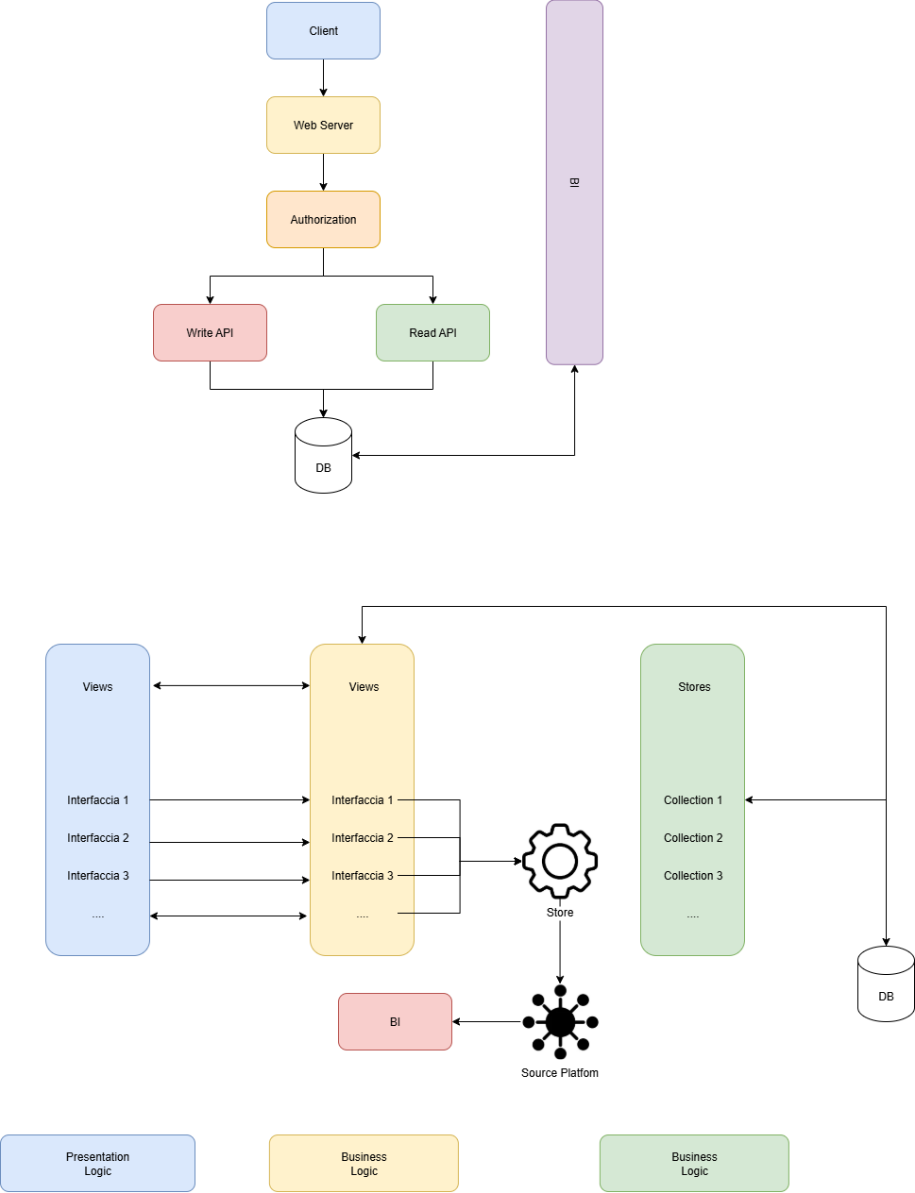 Client
Web Server
BI
Authorization
Write API
Read API
DB
Views
Views
Stores
Interfaccia 1
Interfaccia 1
Collection 1
Interfaccia 2
Interfaccia 2
Collection 2
Interfaccia 3
Interfaccia 3
Collection 3
....
....
....
Store
DB
BI
Source Platfom
Presentation
Logic
Business
Logic
Business
Logic